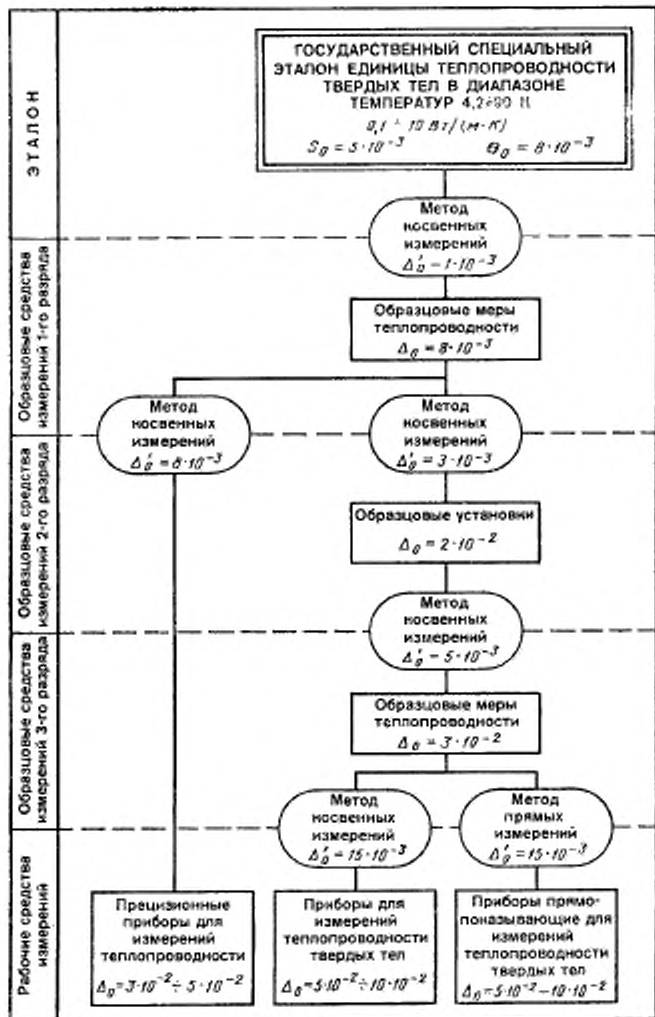 ЭТАЛОН
ГОСУДАРСТВЕННЫЙ СПЕЦИАЛЬНЫЙ
ЭТАЛОН ЕДИНИЦЫ ТЕПЛОПРОВОДНОСТИ
ТВЕРДЫХ ТЕЛ В ДИАПАЗОНЕ
ТЕМПЕРАТУР 4,2÷90 К
0,1 ÷ 10 Вт/(м·К)
S₀ = 5·10⁻³ Θ₀ = 8·10⁻³
Метод
косвенных
измерений
Δ'₀ – 1·10⁻³
Образцовые средства
измерений 1-го разряда
Образцовые меры
теплопроводности
Δ₀ = 8·10⁻³
Метод
косвенных
измерений
Δ'₀ = 8·10⁻³
Метод
косвенных
измерений
Δ'₀ = 3·10⁻³
Образцовые средства
измерений 2-го разряда
Образцовые установки
Δ₀ = 2·10⁻²
Метод
косвенных
измерений
Δ'₀ – 5·10⁻³
Образцовые средства
измерений 3-го разряда
Образцовые меры
теплопроводности
Δ₀ = 3·10⁻²
Метод
косвенных
измерений
Δ'₀ = 15·10⁻³
Метод
прямых
измерений
Δ'₀ = 15·10⁻³
Рабочие средства
измерений
Прецизионные
приборы для
измерений
теплопроводности
Δ₀ = 3·10⁻² ÷ 5·10⁻²
Приборы для
измерений
теплопроводности
твердых тел
Δ₀ = 5·10⁻² ÷ 10·10⁻²
Приборы прямо-
показывающие для
измерений
теплопроводности
твердых тел
Δ₀ = 5·10⁻² – 10·10⁻²